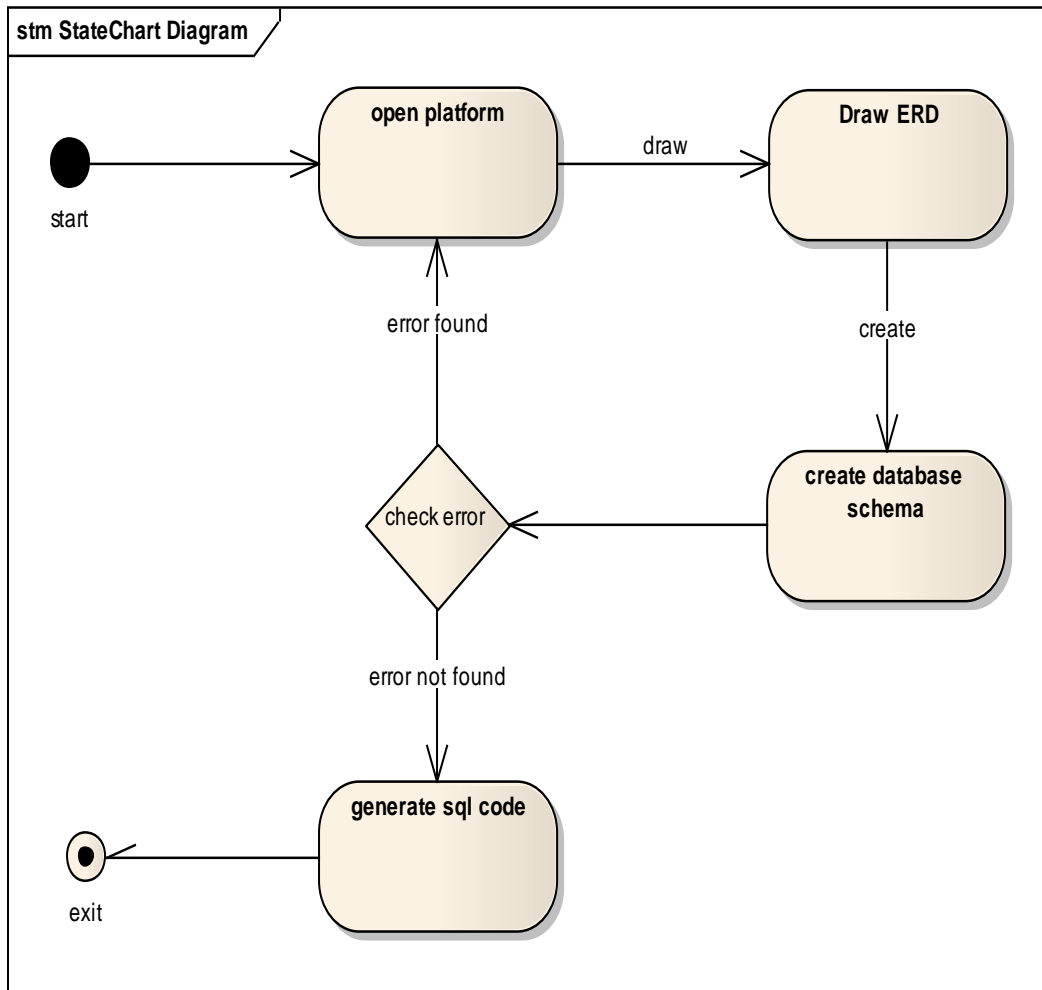 stm StateChart Diagram
open platform
Draw ERD
draw
start
error found
create
create database
schema
check error
error not found
generate sql code
exit